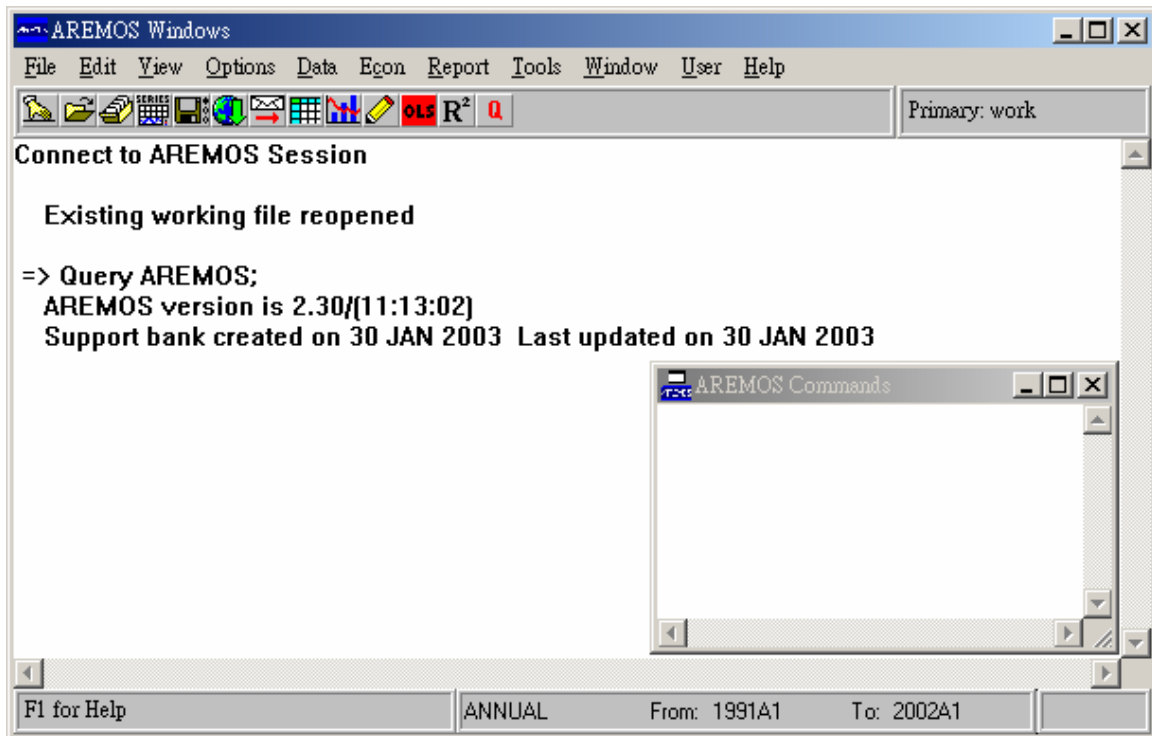 AREMOS Windows
File Edit View Options Data Econ Report Tools Window User Help
SERIES OLS R² Q Primary: work
Connect to AREMOS Session
Existing working file reopened
=> Query AREMOS;
AREMOS version is 2.30/(11:13:02)
Support bank created on 30 JAN 2003 Last updated on 30 JAN 2003
AREMOS Commands
F1 for Help ANNUAL From: 1991A1 To: 2002A1